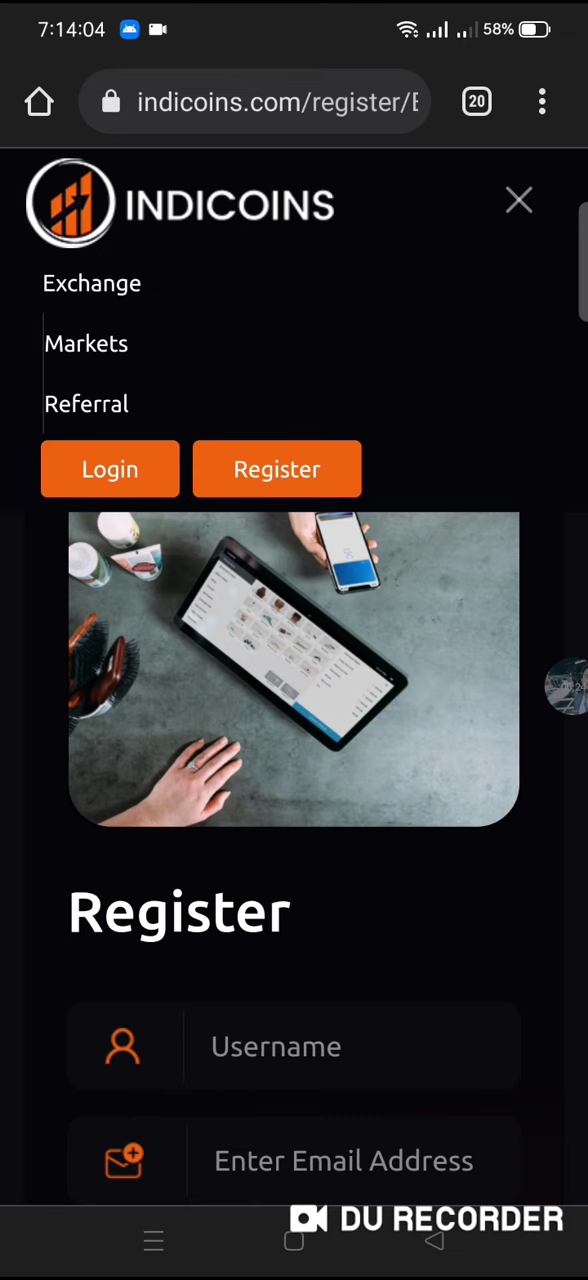 7:14:04
58%
indicoins.com/register/E
20
INDICOINS
Exchange
Markets
Referral
Login Register
Register
Username
Enter Email Address
DU RECORDER